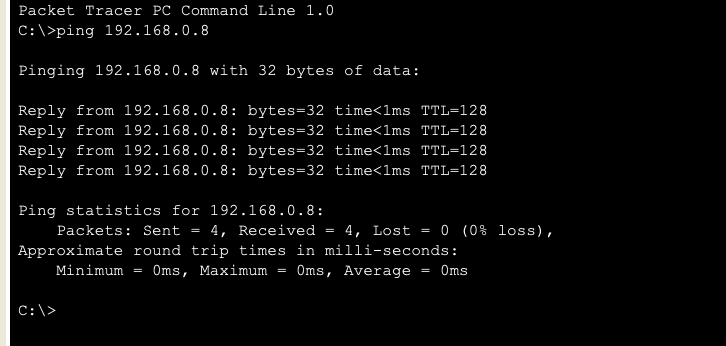 Packet Tracer PC Command Line 1.0
C:\>ping 192.168.0.8
Pinging 192.168.0.8 with 32 bytes of data:
Reply from 192.168.0.8: bytes=32 time<1ms TTL=128
Reply from 192.168.0.8: bytes=32 time<1ms TTL=128
Reply from 192.168.0.8: bytes=32 time<1ms TTL=128
Reply from 192.168.0.8: bytes=32 time<1ms TTL=128
Ping statistics for 192.168.0.8:
    Packets: Sent = 4, Received = 4, Lost = 0 (0% loss),
Approximate round trip times in milli-seconds:
    Minimum = 0ms, Maximum = 0ms, Average = 0ms
C:\>